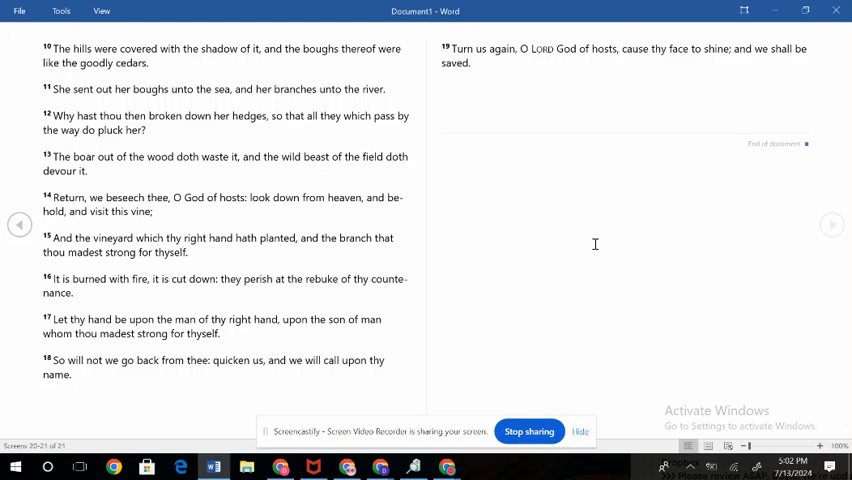 File Tools View Document1 - Word
10 The hills were covered with the shadow of it, and the boughs thereof were
like the goodly cedars.
11 She sent out her boughs unto the sea, and her branches unto the river.
12 Why hast thou then broken down her hedges, so that all they which pass by
the way do pluck her?
13 The boar out of the wood doth waste it, and the wild beast of the field doth
devour it.
14 Return, we beseech thee, O God of hosts: look down from heaven, and be-
hold, and visit this vine;
15 And the vineyard which thy right hand hath planted, and the branch that
thou madest strong for thyself.
16 It is burned with fire, it is cut down: they perish at the rebuke of thy counte-
nance.
17 Let thy hand be upon the man of thy right hand, upon the son of man
whom thou madest strong for thyself.
18 So will not we go back from thee: quicken us, and we will call upon thy
name.
19 Turn us again, O LORD God of hosts, cause thy face to shine; and we shall be
saved.
End of document
Activate Windows
Go to Settings to activate Windows.
Screencastify - Screen Video Recorder is sharing your screen. Stop sharing Hide
Screens 20-21 of 21 100%
5:02 PM
7/13/2024